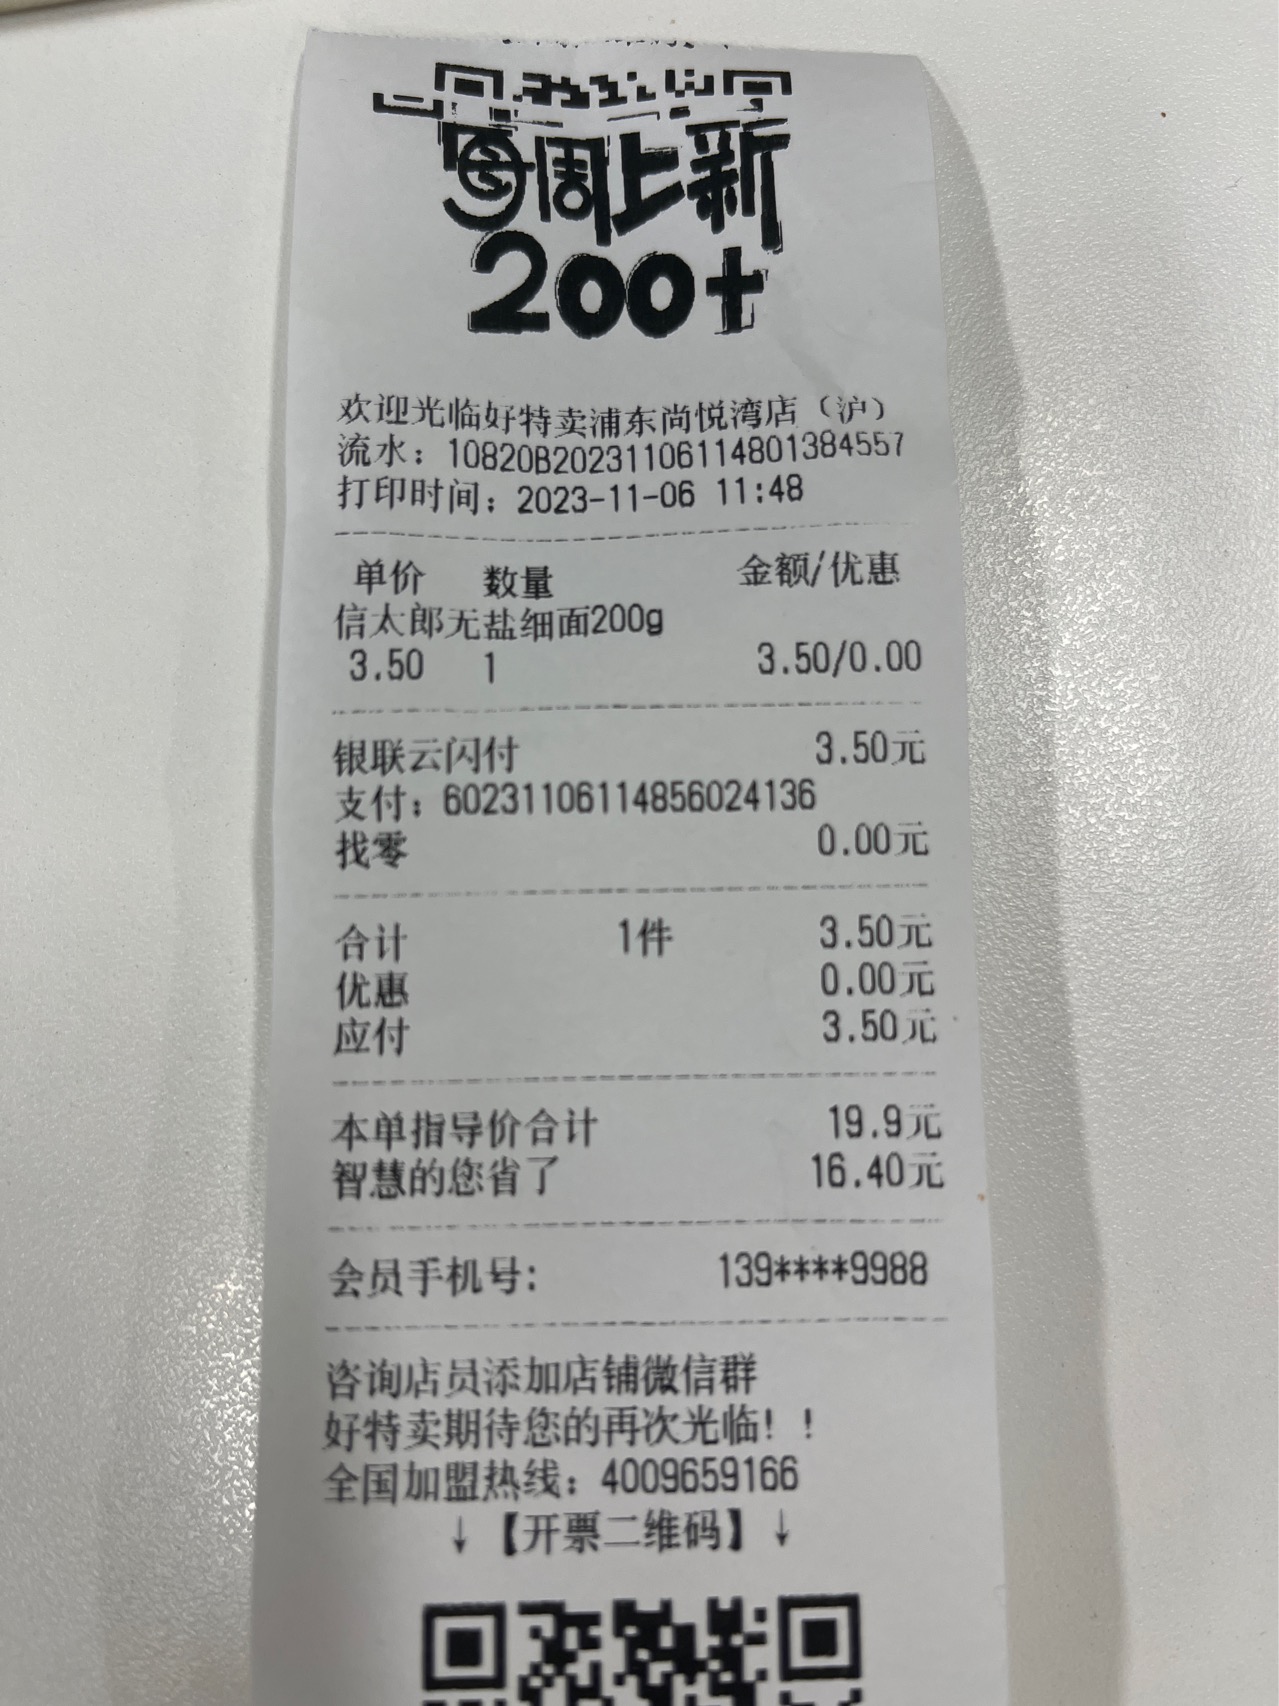 每周上新
200+
欢迎光临好特卖浦东尚悦湾店（沪）
流水：10820B20231106114801384557
打印时间：2023-11-06 11:48
单价 数量 金额/优惠
信太郎无盐细面200g
3.50 1 3.50/0.00
银联云闪付 3.50元
支付：60231106114856024136
找零 0.00元
合计 1件 3.50元
优惠 0.00元
应付 3.50元
本单指导价合计 19.9元
智慧的您省了 16.40元
会员手机号: 139****9988
咨询店员添加店铺微信群
好特卖期待您的再次光临！！
全国加盟热线：4009659166
↓【开票二维码】↓